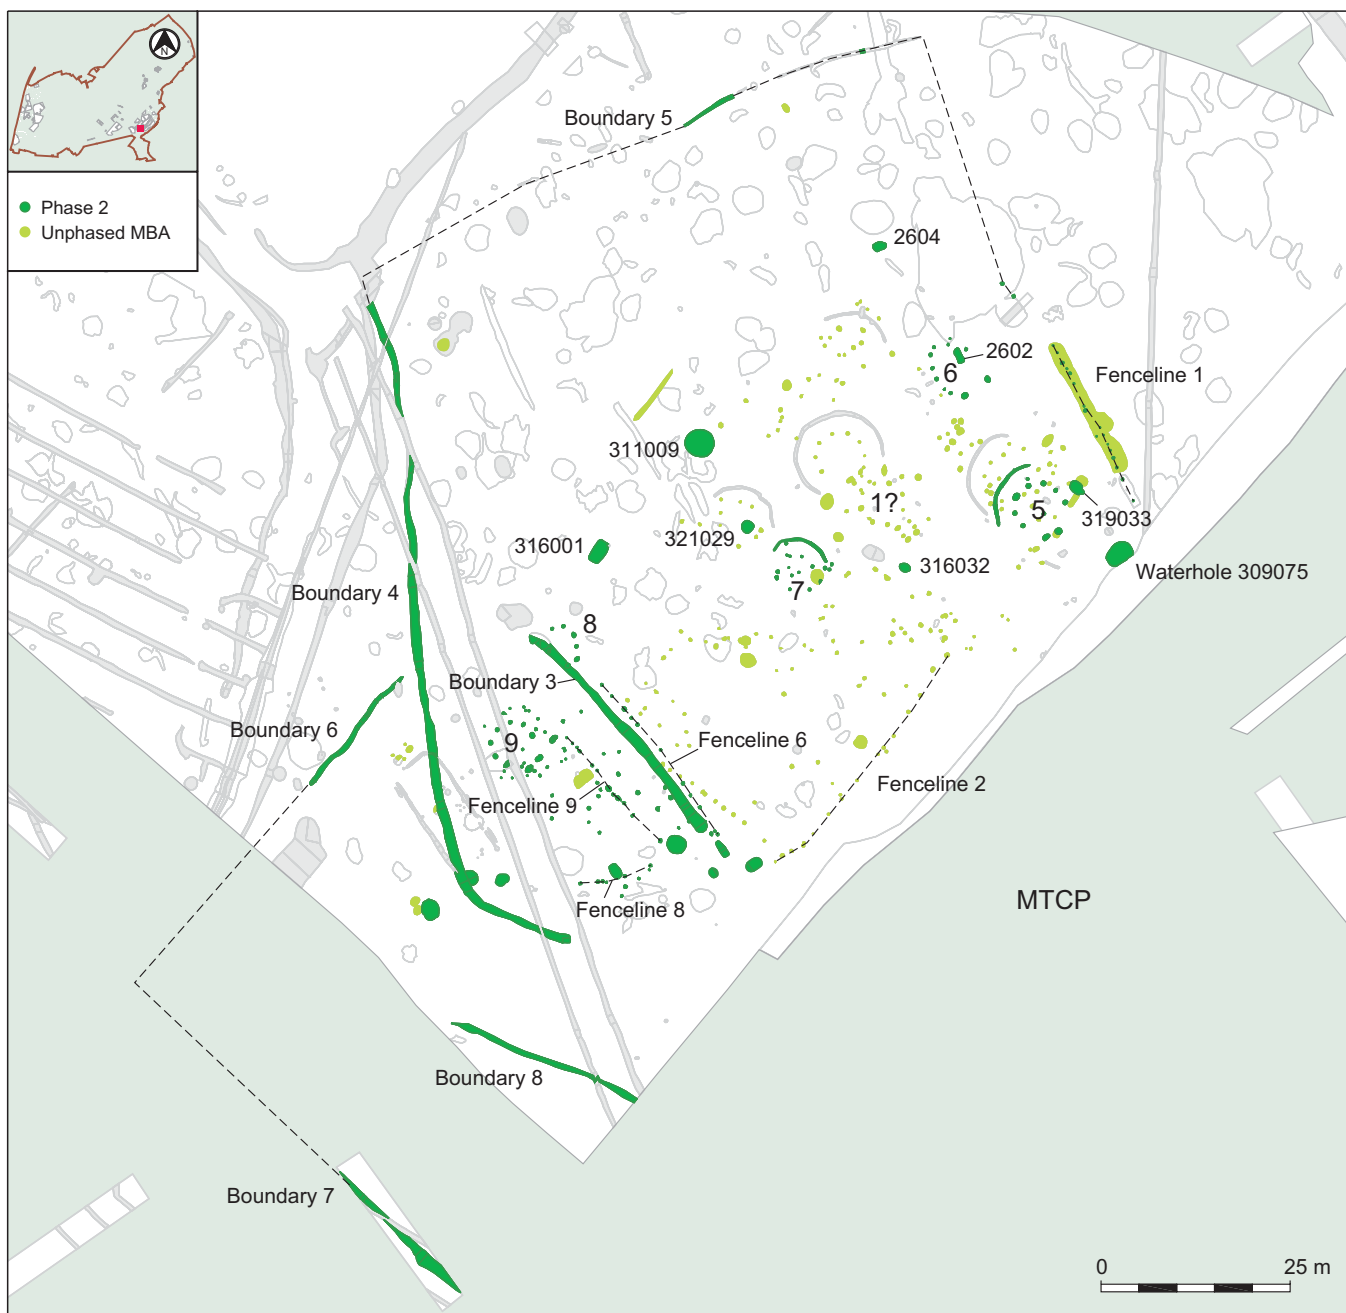 N
Phase 2
Unphased MBA
Boundary 5
2604
2602
6
Fenceline 1
311009
1?
5
319033
321029
316001
316032
Waterhole 309075
7
Boundary 4
8
Boundary 3
Boundary 6
9
Fenceline 6
Fenceline 9
Fenceline 2
Fenceline 8
MTCP
Boundary 8
Boundary 7
0 25 m